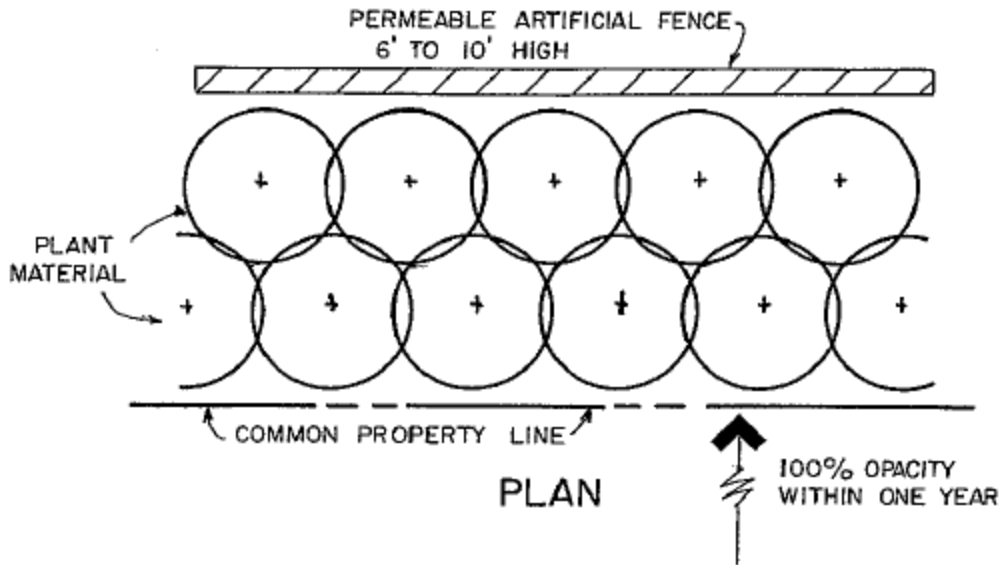 PERMEABLE ARTIFICIAL FENCE
6' TO 10' HIGH
PLANT
MATERIAL
COMMON PROPERTY LINE
PLAN
100% OPACITY
WITHIN ONE YEAR